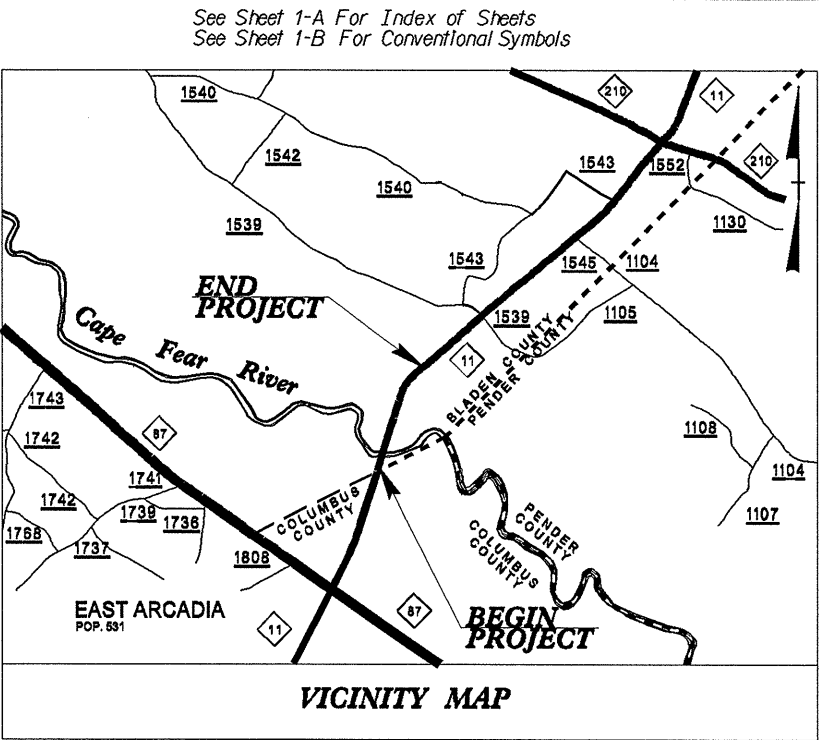 See Sheet 1-A For Index of Sheets
See Sheet 1-B For Conventional Symbols
1540
210
11
1542
1543
1552
210
1540
1539
1130
1543
1545
1104
END
PROJECT
1539
1105
Cape Fear River
11
BLADEN COUNTY
PENDER COUNTY
1743
87
1108
1742
1741
1104
1742
1739
1736
COLUMBUS
COUNTY
PENDER
COUNTY
COLUMBUS
COUNTY
1107
1768
1737
1808
EAST ARCADIA
POP. 531
11
87
BEGIN
PROJECT
VICINITY MAP